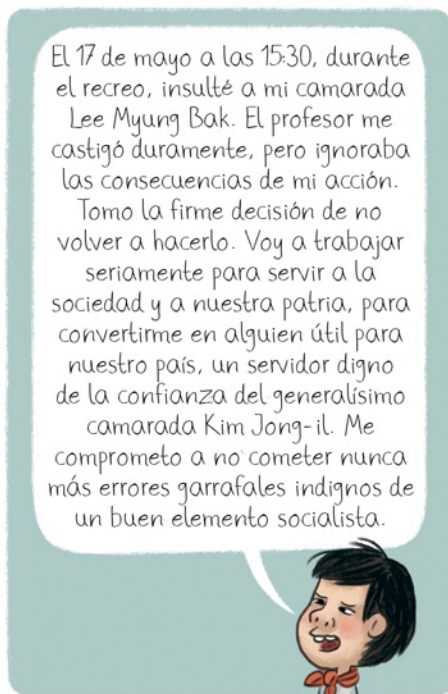 El 17 de mayo a las 15:30, durante
el recreo, insulté a mi camarada
Lee Myung Bak. El profesor me
castigó duramente, pero ignoraba
las consecuencias de mi acción.
Tomo la firme decisión de no
volver a hacerlo. Voy a trabajar
seriamente para servir a la
sociedad y a nuestra patria, para
convertirme en alguien útil para
nuestro país, un servidor digno
de la confianza del generalísimo
camarada Kim Jong-il. Me
comprometo a no cometer nunca
más errores garrafales indignos de
un buen elemento socialista.